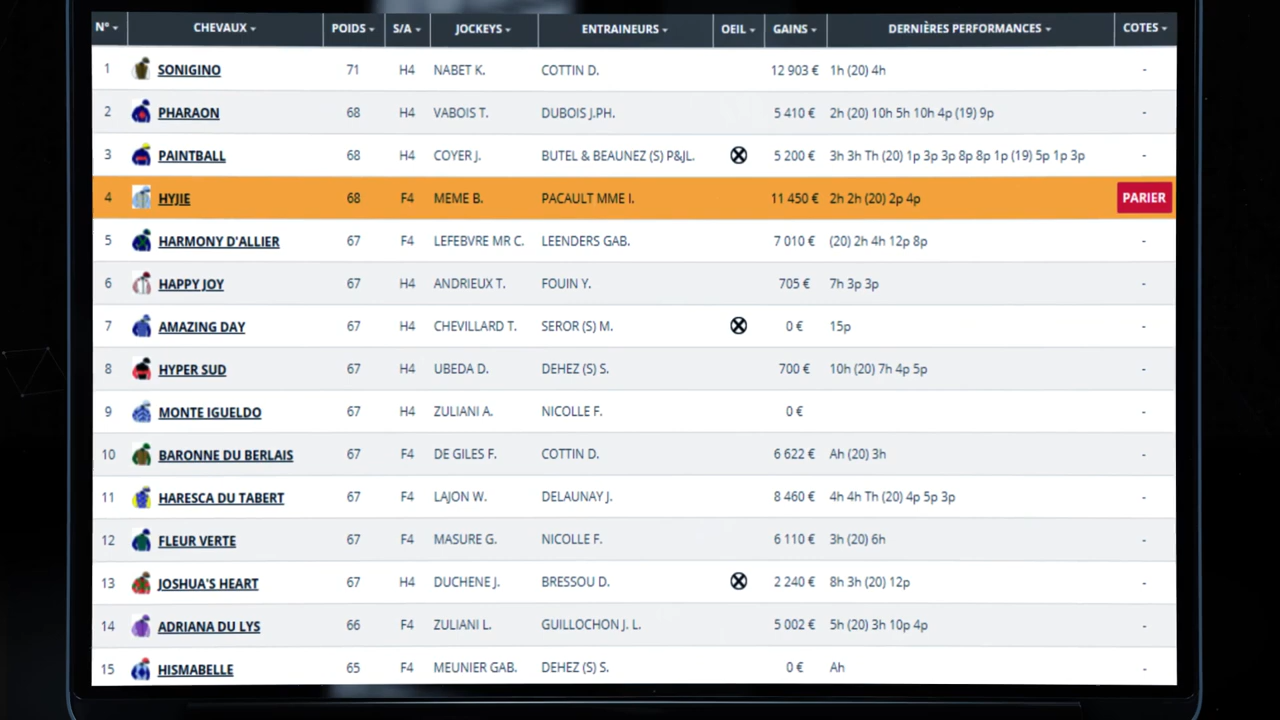 N° CHEVAUX POIDS S/A JOCKEYS ENTRAINEURS OEIL GAINS DERNIÈRES PERFORMANCES COTES
1 SONIGINO 71 H4 NABET K. COTTIN D. 12 903 € 1h (20) 4h -
2 PHARAON 68 H4 VABOIS T. DUBOIS J.PH. 5 410 € 2h (20) 10h 5h 10h 4p (19) 9p -
3 PAINTBALL 68 H4 COYER J. BUTEL & BEAUNEZ (S) P&JL. 5 200 € 3h 3h Th (20) 1p 3p 3p 8p 8p 1p (19) 5p 1p 3p -
4 HYJIE 68 F4 MEME B. PACAULT MME I. 11 450 € 2h 2h (20) 2p 4p PARIER
5 HARMONY D'ALLIER 67 F4 LEFEBVRE MR C. LEENDERS GAB. 7 010 € (20) 2h 4h 12p 8p -
6 HAPPY JOY 67 H4 ANDRIEUX T. FOUIN Y. 705 € 7h 3p 3p -
7 AMAZING DAY 67 H4 CHEVILLARD T. SEROR (S) M. 0 € 15p -
8 HYPER SUD 67 H4 UBEDA D. DEHEZ (S) S. 700 € 10h (20) 7h 4p 5p -
9 MONTE IGUELDO 67 H4 ZULIANI A. NICOLLE F. 0 € -
10 BARONNE DU BERLAIS 67 F4 DE GILES F. COTTIN D. 6 622 € Ah (20) 3h -
11 HARESCA DU TABERT 67 F4 LAJON W. DELAUNAY J. 8 460 € 4h 4h Th (20) 4p 5p 3p -
12 FLEUR VERTE 67 F4 MASURE G. NICOLLE F. 6 110 € 3h (20) 6h -
13 JOSHUA'S HEART 67 H4 DUCHENE J. BRESSOU D. 2 240 € 8h 3h (20) 12p -
14 ADRIANA DU LYS 66 F4 ZULIANI L. GUILLOCHON J. L. 5 002 € 5h (20) 3h 10p 4p -
15 HISMABELLE 65 F4 MEUNIER GAB. DEHEZ (S) S. 0 € Ah -